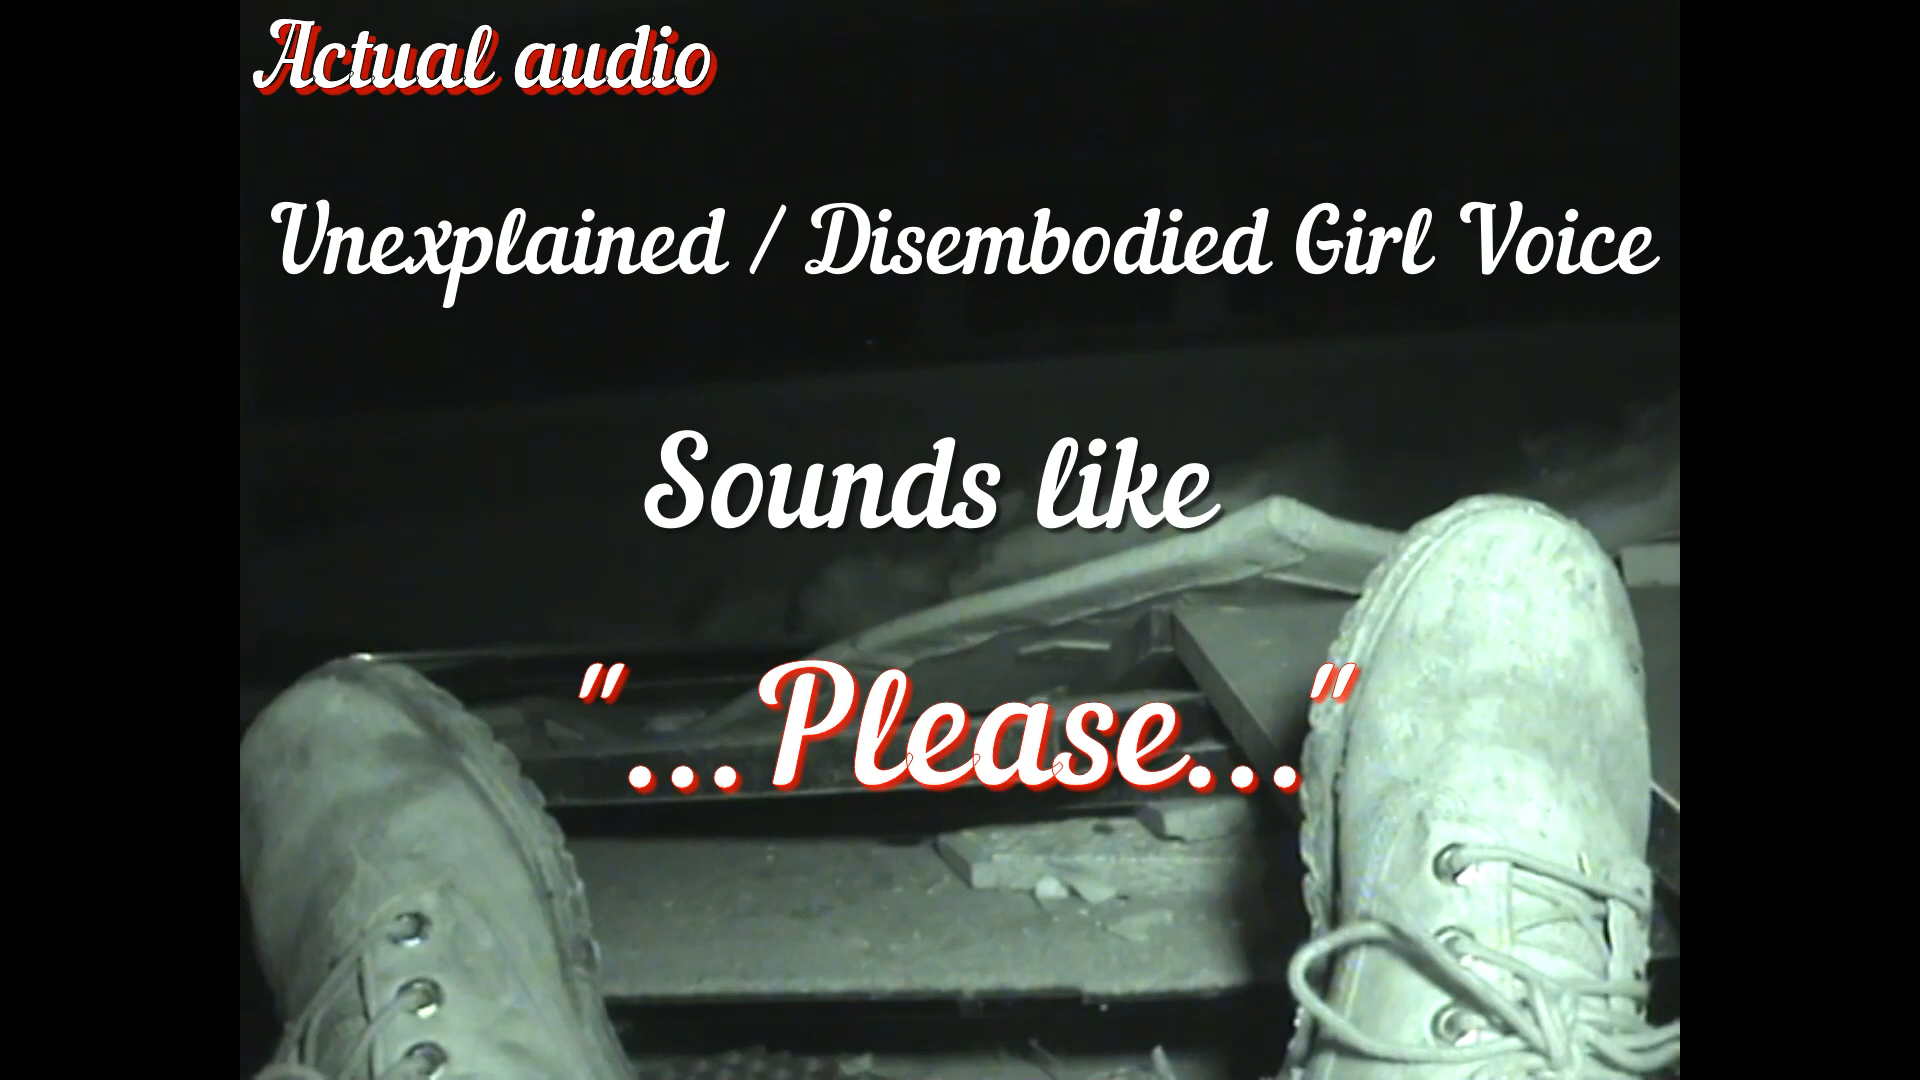 Actual audio
Unexplained / Disembodied Girl Voice
Sounds like
"...Please..."